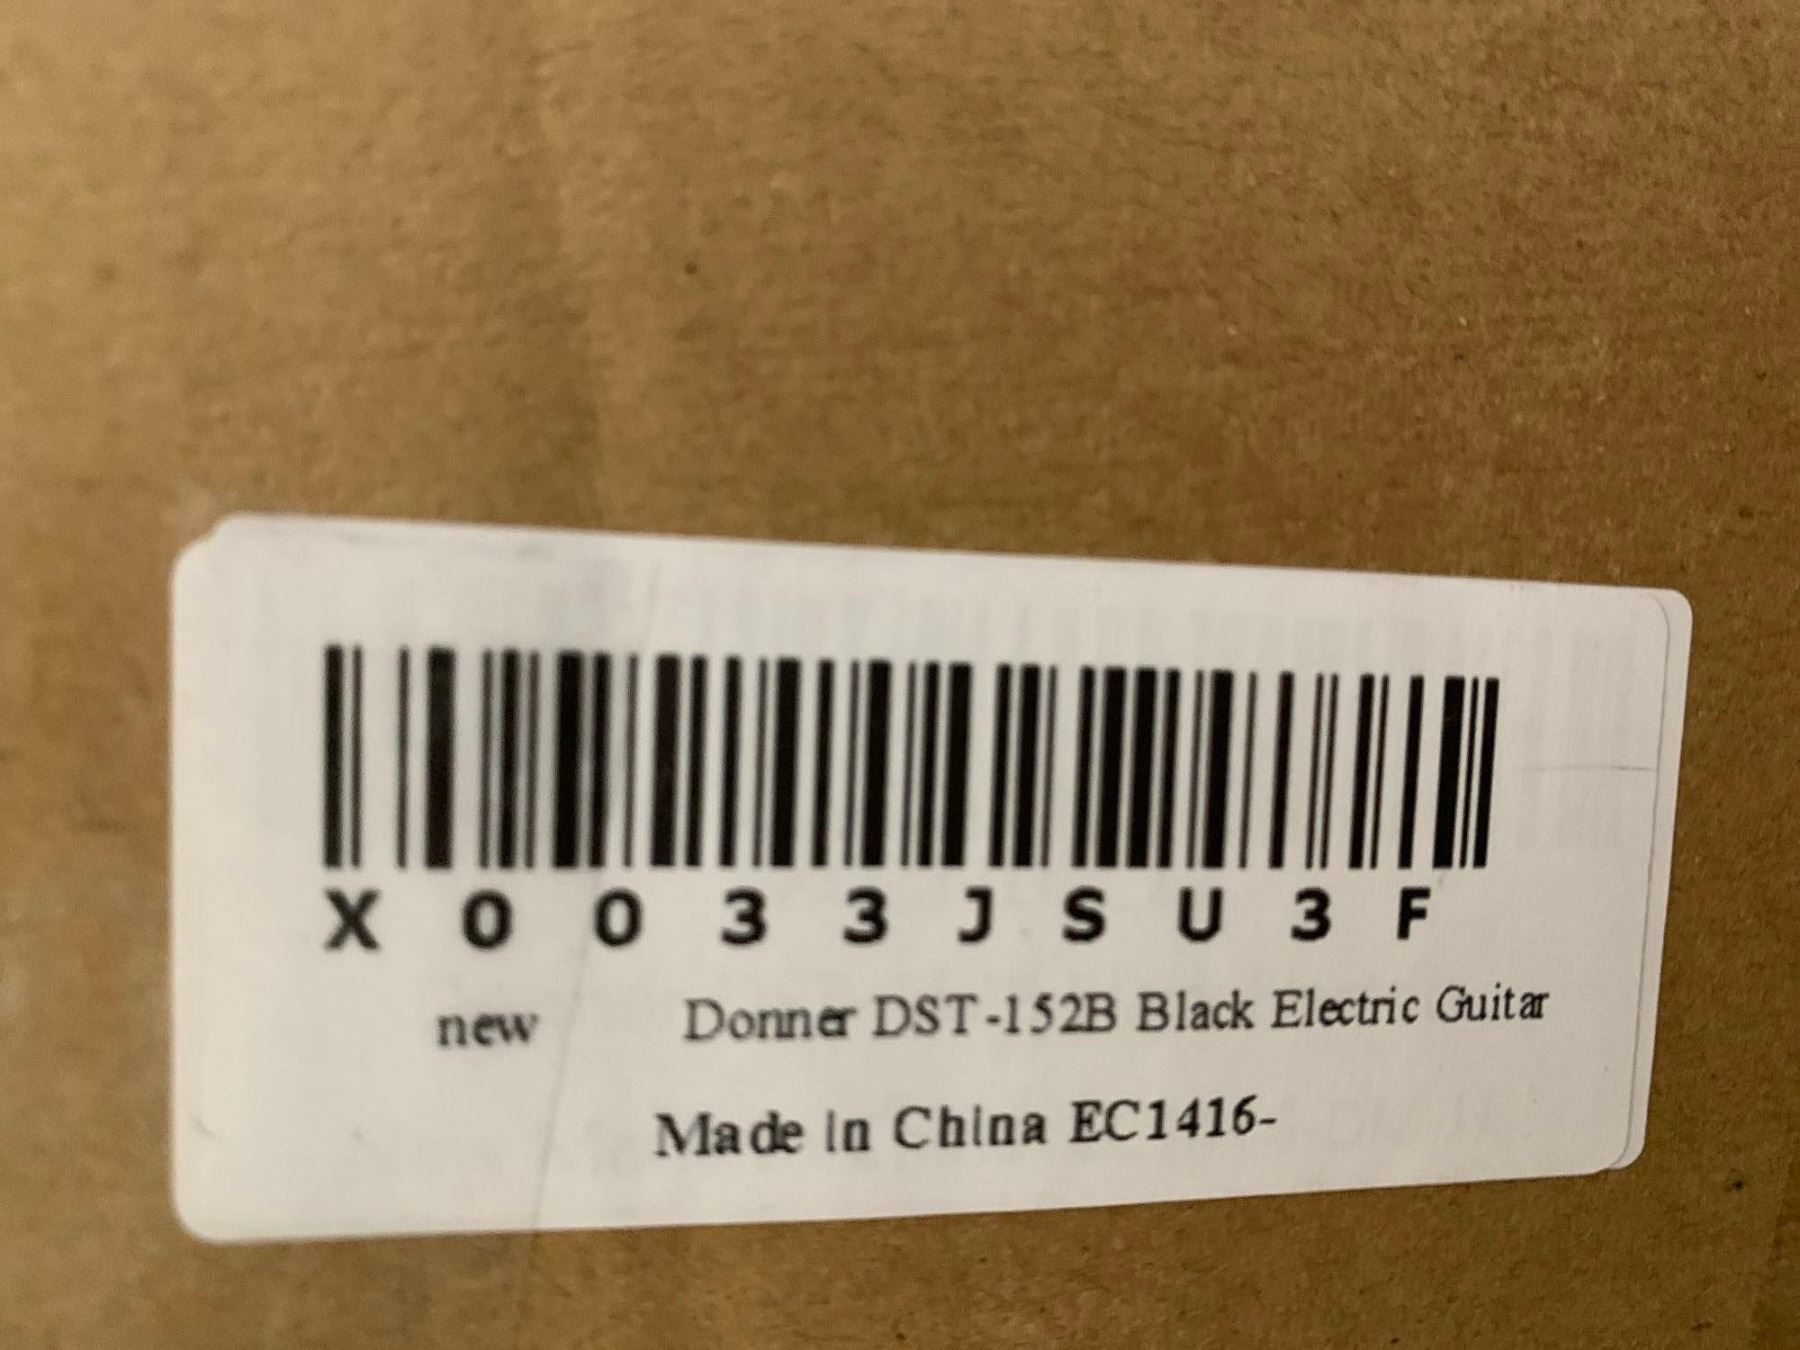 X0033JSU3F
new Donner DST-152B Black Electric Guitar
Made in China EC1416-